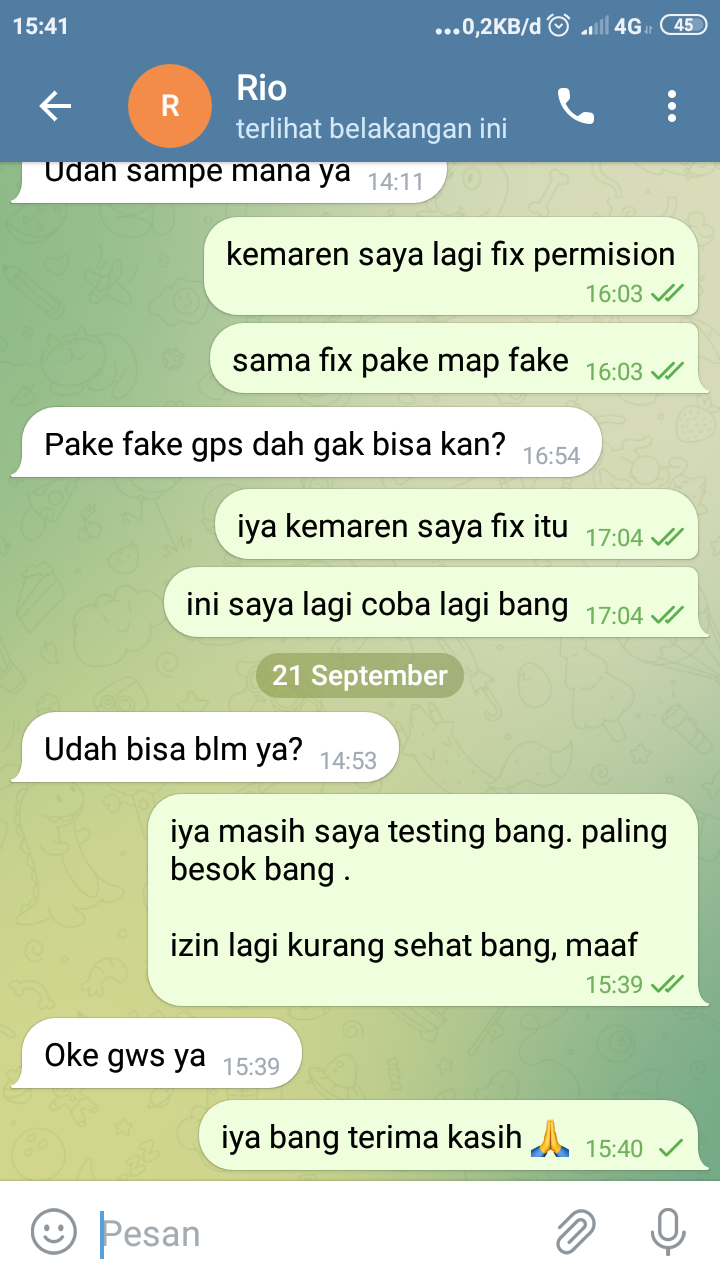 15:41
...0,2KB/d 4G 45
R
Rio
terlihat belakangan ini
Udah sampe mana ya 14:11
kemaren saya lagi fix permision
16:03
sama fix pake map fake 16:03
Pake fake gps dah gak bisa kan? 16:54
iya kemaren saya fix itu 17:04
ini saya lagi coba lagi bang 17:04
21 September
Udah bisa blm ya? 14:53
iya masih saya testing bang. paling
besok bang .
izin lagi kurang sehat bang, maaf
15:39
Oke gws ya 15:39
iya bang terima kasih 🙏 15:40
Pesan